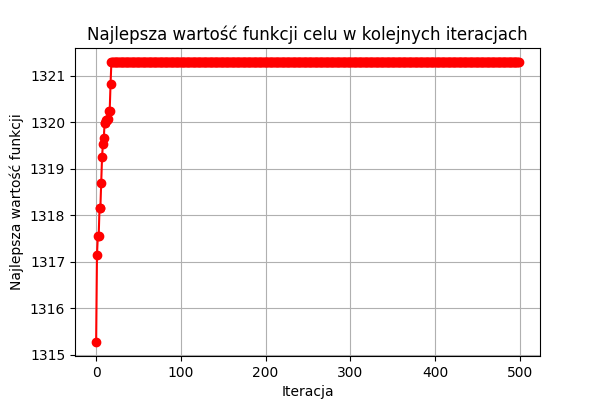 Najlepsza wartość funkcji celu w kolejnych iteracjach
Najlepsza wartość funkcji
1321
1320
1319
1318
1317
1316
1315
0 100 200 300 400 500
Iteracja